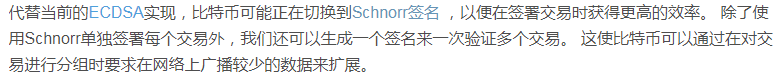 代替当前的ECDSA实现，比特币可能正在切换到Schnorr签名 ，以便在签署交易时获得更高的效率。 除了使
用Schnorr单独签署每个交易外，我们还可以生成一个签名来一次验证多个交易。 这使比特币可以通过在对交
易进行分组时要求在网络上广播较少的数据来扩展。